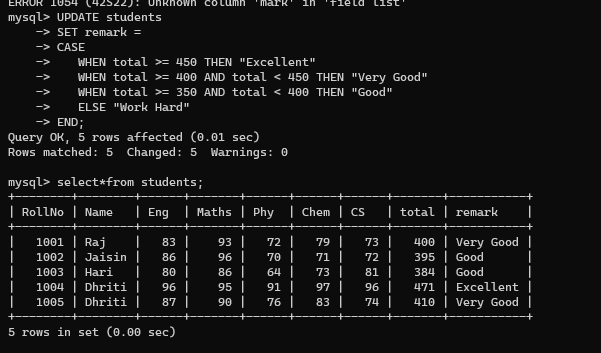 ERROR 1054 (42S22): Unknown column 'mark' in 'field list'
mysql> UPDATE students
    -> SET remark =
    -> CASE
    ->    WHEN total >= 450 THEN "Excellent"
    ->    WHEN total >= 400 AND total < 450 THEN "Very Good"
    ->    WHEN total >= 350 AND total < 400 THEN "Good"
    ->    ELSE "Work Hard"
    -> END;
Query OK, 5 rows affected (0.01 sec)
Rows matched: 5  Changed: 5  Warnings: 0
mysql> select*from students;
+--------+--------+------+-------+------+------+------+-------+-----------+
| RollNo | Name   | Eng  | Maths | Phy  | Chem | CS   | total | remark    |
+--------+--------+------+-------+------+------+------+-------+-----------+
|   1001 | Raj    |   83 |    93 |   72 |   79 |   73 |   400 | Very Good |
|   1002 | Jaisin |   86 |    96 |   70 |   71 |   72 |   395 | Good      |
|   1003 | Hari   |   80 |    86 |   64 |   73 |   81 |   384 | Good      |
|   1004 | Dhriti |   96 |    95 |   91 |   97 |   96 |   471 | Excellent |
|   1005 | Dhriti |   87 |    90 |   76 |   83 |   74 |   410 | Very Good |
+--------+--------+------+-------+------+------+------+-------+-----------+
5 rows in set (0.00 sec)